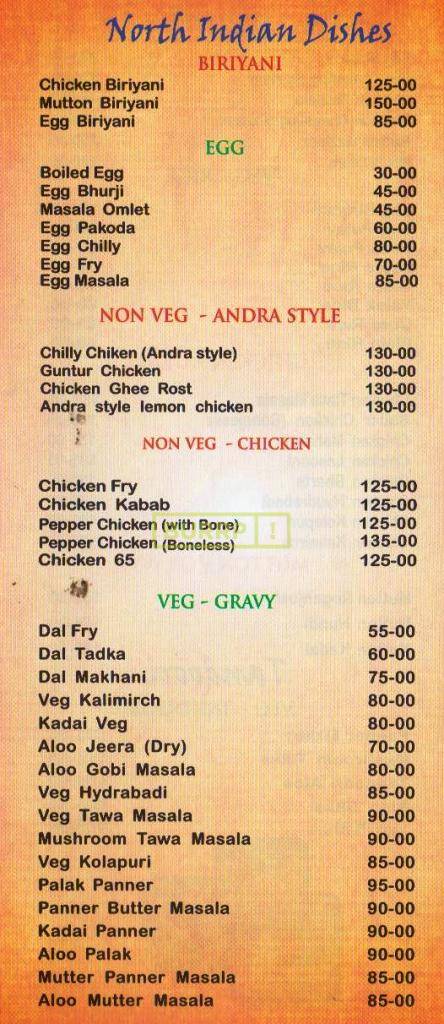 North Indian Dishes
BIRIYANI
Chicken Biriyani 125-00
Mutton Biriyani 150-00
Egg Biriyani 85-00
EGG
Boiled Egg 30-00
Egg Bhurji 45-00
Masala Omlet 45-00
Egg Pakoda 60-00
Egg Chilly 80-00
Egg Fry 70-00
Egg Masala 85-00
NON VEG - ANDRA STYLE
Chilly Chiken (Andra style) 130-00
Guntur Chicken 130-00
Chicken Ghee Rost 130-00
Andra style lemon chicken 130-00
NON VEG - CHICKEN
Chicken Fry 125-00
Chicken Kabab 125-00
Pepper Chicken (with Bone) 125-00
Pepper Chicken (Boneless) 135-00
Chicken 65 125-00
VEG - GRAVY
Dal Fry 55-00
Dal Tadka 60-00
Dal Makhani 75-00
Veg Kalimirch 80-00
Kadai Veg 80-00
Aloo Jeera (Dry) 70-00
Aloo Gobi Masala 80-00
Veg Hydrabadi 85-00
Veg Tawa Masala 90-00
Mushroom Tawa Masala 90-00
Veg Kolapuri 85-00
Palak Panner 95-00
Panner Butter Masala 90-00
Kadai Panner 90-00
Aloo Palak 90-00
Mutter Panner Masala 85-00
Aloo Mutter Masala 85-00